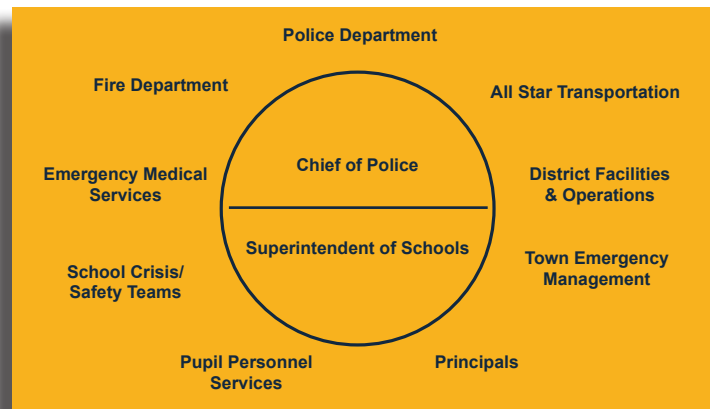 Police Department
Fire Department
All Star Transportation
Chief of Police
Emergency Medical
Services
District Facilities
& Operations
Superintendent of Schools
School Crisis/
Safety Teams
Town Emergency
Management
Pupil Personnel
Services
Principals